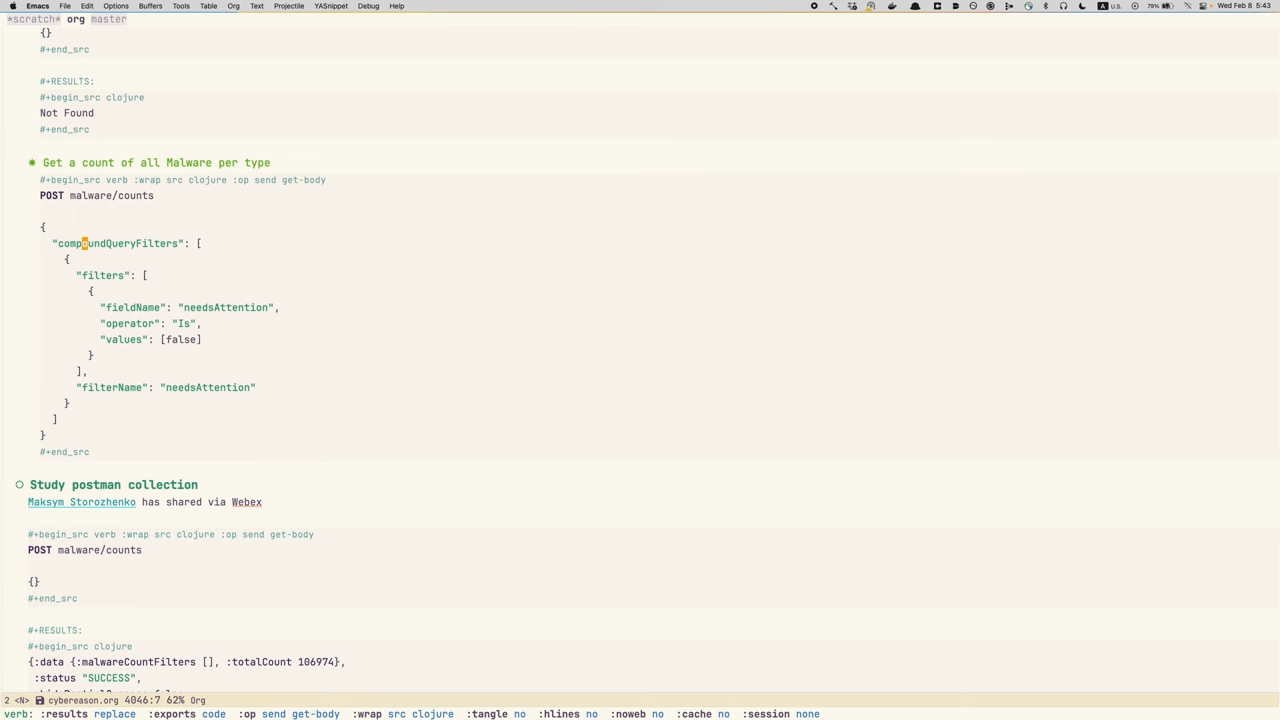 Emacs File Edit Options Buffers Tools Table Org Text Projectile YASnippet Debug Help A U.S. 79% Wed Feb 8 5:43
*scratch* org master
{}
#+end_src
#+RESULTS:
#+begin_src clojure
Not Found
#+end_src
✷ Get a count of all Malware per type
#+begin_src verb :wrap src clojure :op send get-body
POST malware/counts
{
"compoundQueryFilters": [
{
"filters": [
{
"fieldName": "needsAttention",
"operator": "Is",
"values": [false]
}
],
"filterName": "needsAttention"
}
]
}
#+end_src
○ Study postman collection
Maksym Storozhenko has shared via Webex
#+begin_src verb :wrap src clojure :op send get-body
POST malware/counts
{}
#+end_src
#+RESULTS:
#+begin_src clojure
{:data {:malwareCountFilters [], :totalCount 106974},
:status "SUCCESS",
2 <N> cybereason.org 4046:7 62% Org
verb: :results replace :exports code :op send get-body :wrap src clojure :tangle no :hlines no :noweb no :cache no :session none